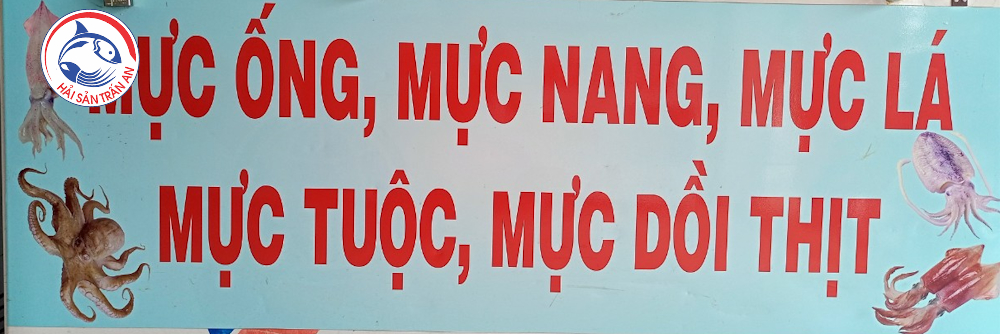 HẢI SẢN TRẦN AN
MỰC ỐNG, MỰC NANG, MỰC LÁ
MỰC TUỘC, MỰC DỒI THỊT